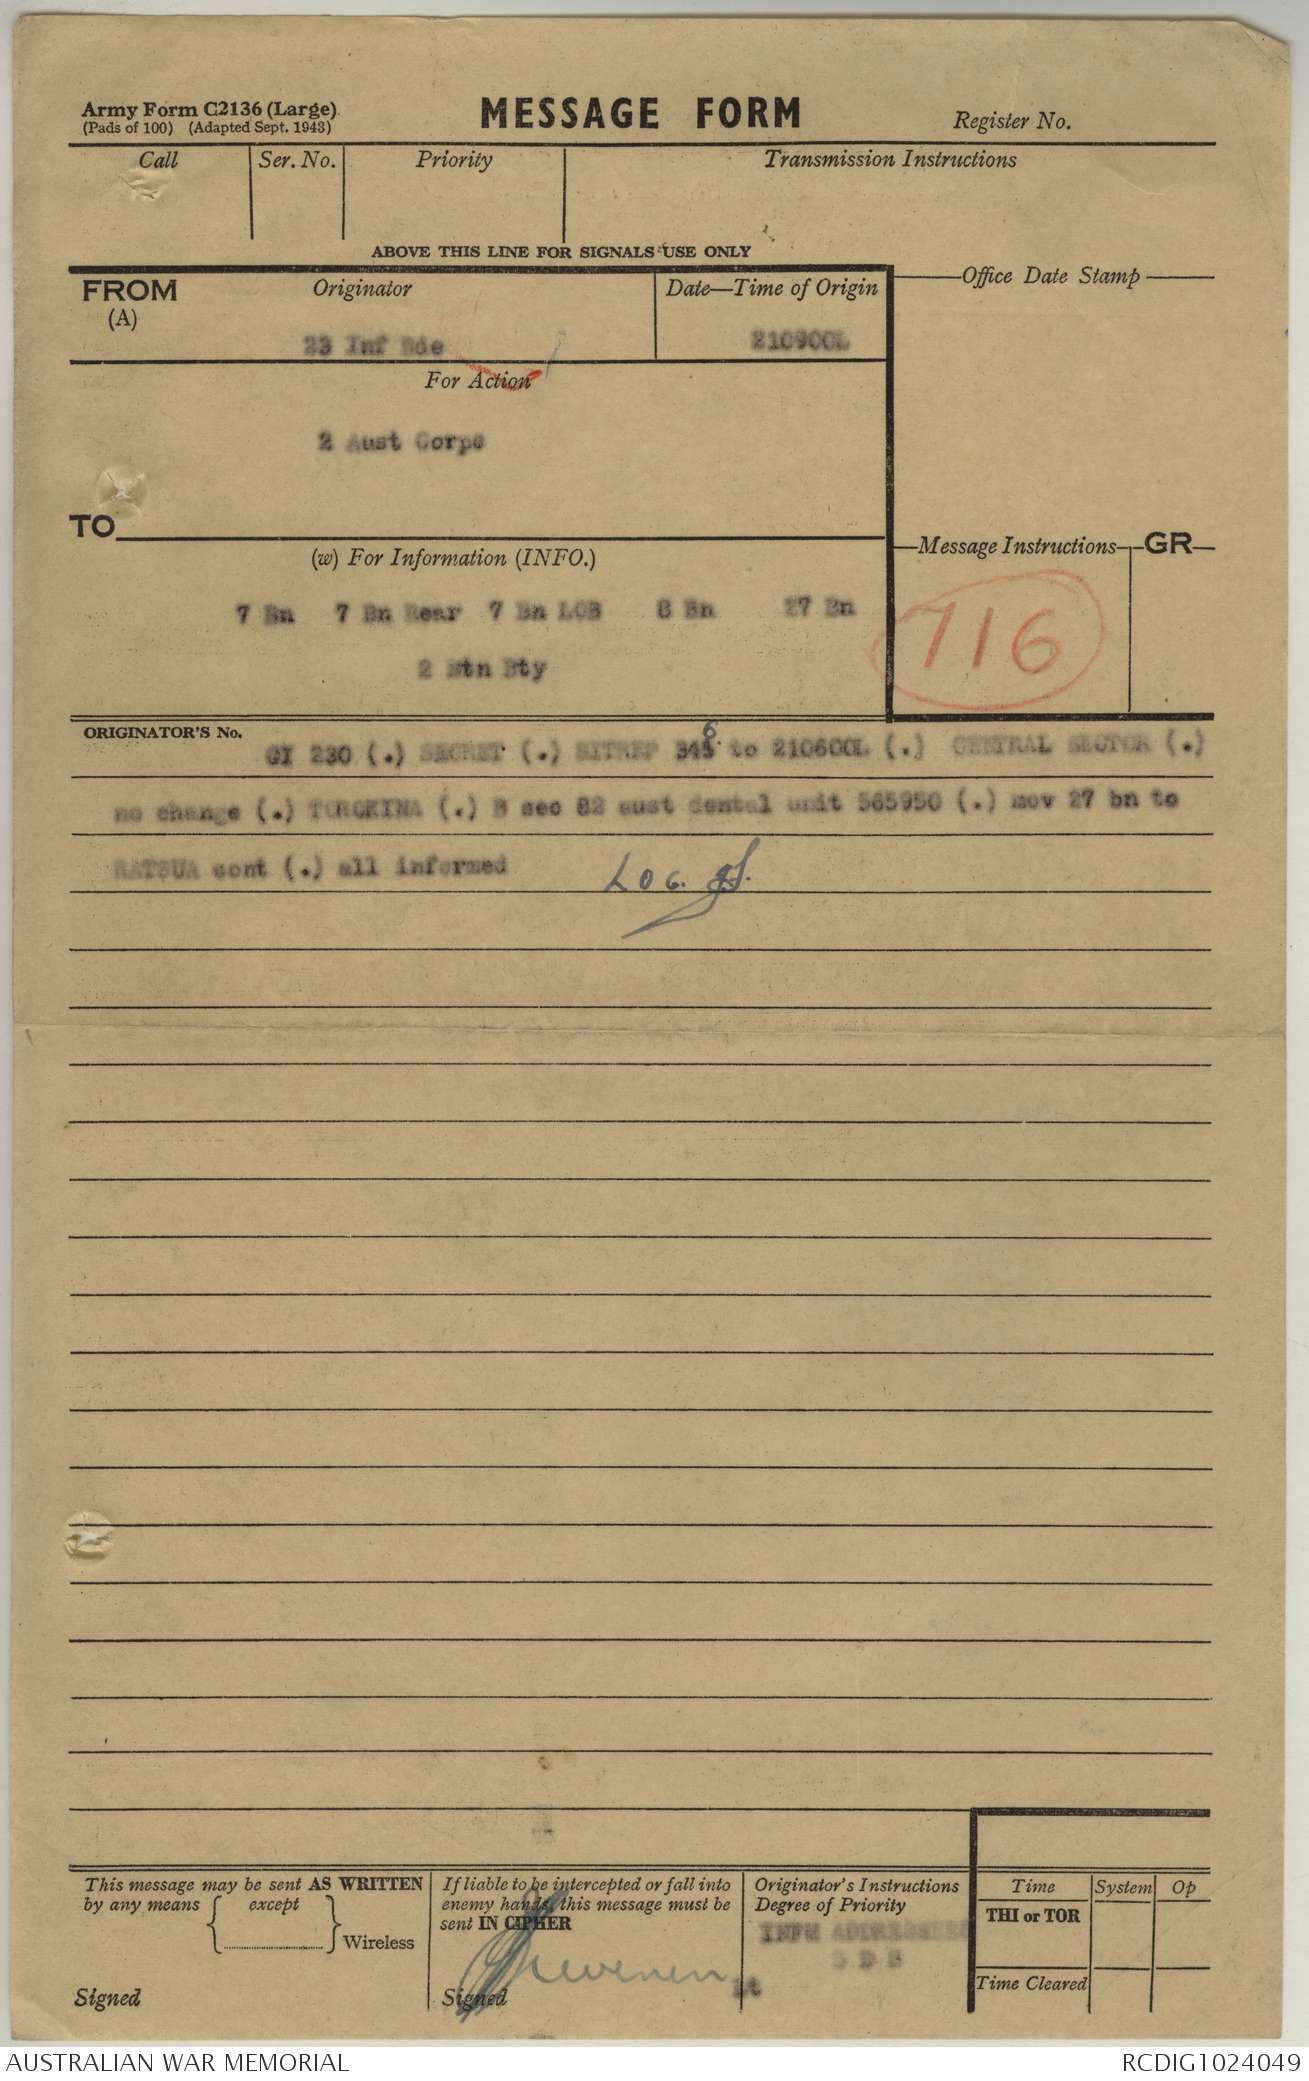 Army Form C2136 (Large)
(Pads of 100) (Adapted Sept. 1943)
MESSAGE FORM
Register No.
Call
Ser. No.
Priority
Transmission Instructions
ABOVE THIS LINE FOR SIGNALS USE ONLY
FROM
(A)
Originator
Date—Time of Origin
Office Date Stamp
23 Inf Bde
210900L
For Action
2 Aust Corps
TO
(w) For Information (INFO.)
Message Instructions
GR
7 Bn 7 Bn Rear 7 Bn LOB 8 Bn 27 Bn
716
2 Mtn Bty
ORIGINATOR'S No.
6
GI 230 (.) SECRET (.) SITREP 345 to 210600L (.) CENTRAL SECTOR (.)
no change (.) TOROKINA (.) B sec 82 aust dental unit 565950 (.) mov 27 bn to
RATSUA cont (.) all informed
LOG.
This message may be sent AS WRITTEN
by any means except
Wireless
Signed
If liable to be intercepted or fall into
enemy hands, this message must be
sent IN CIPHER
Signed
Lt
Originator's Instructions
Degree of Priority
Time
System
Op
THI or TOR
Time Cleared
AUSTRALIAN WAR MEMORIAL
RCDIG1024049